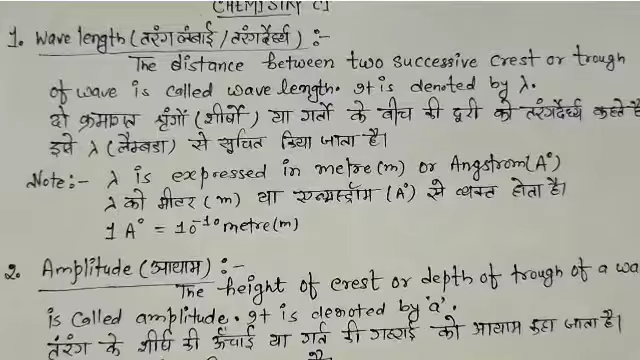 CHEMISTRY
1. Wave length (तरंग लंबाई / तरंगदैर्ध्य) :-
The distance between two successive crest or trough
of wave is called wave length. It is denoted by λ.
दो क्रमागत शृंगों (शीर्षों) या गर्तो के बीच की दूरी को तरंगदैर्ध्य कहते है
इसे λ (लैम्बडा) से सूचित किया जाता है।
Note:- λ is expressed in metre(m) or Angstrom(A°)
λ को मीटर (m) या एन्गस्ट्रॉम (A°) से व्यक्त होता है।
1 A° = 10⁻¹⁰ metre(m)
2. Amplitude (आयाम) :-
The height of crest or depth of trough of a wa
is called amplitude. It is denoted by 'a'.
तंरंग के शीर्ष की ऊँचाई या गर्त की गहराई को आयाम कहा जाता है।